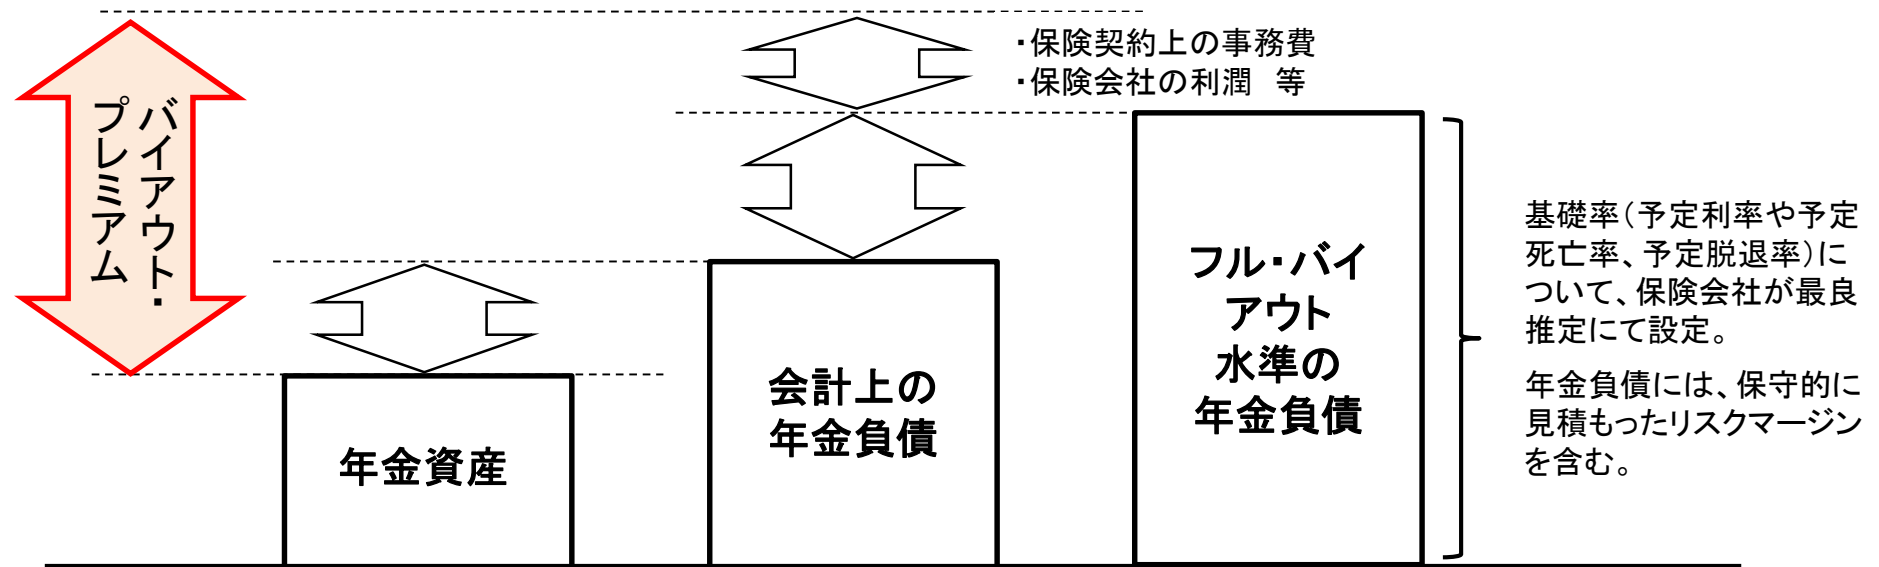 バイアウト・
プレミアム
・保険契約上の事務費
・保険会社の利潤　等
年金資産
会計上の
年金負債
フル・バイ
アウト
水準の
年金負債
基礎率（予定利率や予定
死亡率、予定脱退率）に
ついて、保険会社が最良
推定にて設定。
年金負債には、保守的に
見積もったリスクマージン
を含む。